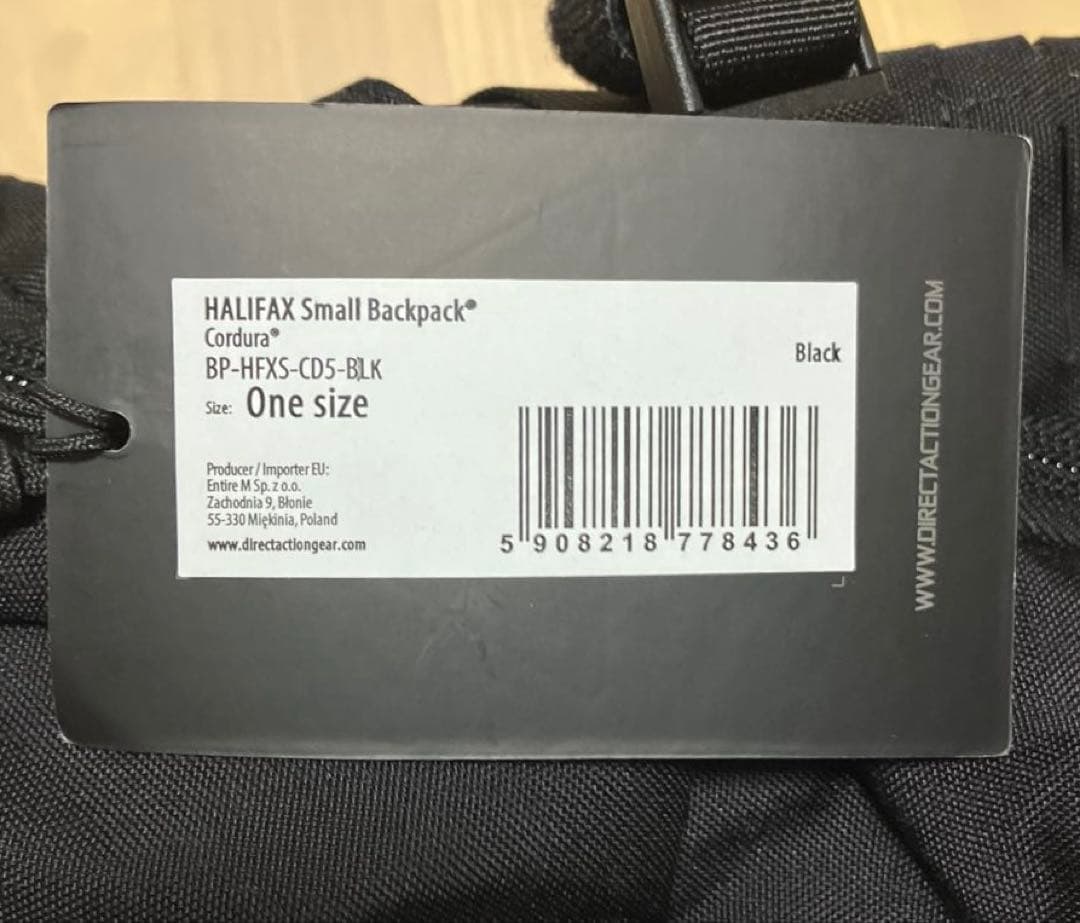 HALIFAX Small Backpack®
Cordura®
BP-HFXS-CD5-BLK
Black
Size: One size
Producer / Importer EU:
Entire M Sp. z o.o.
Zachodnia 9, Błonie
55-330 Miękinia, Poland
www.directactiongear.com
5 908218 778436
WWW.DIRECTACTIONGEAR.COM